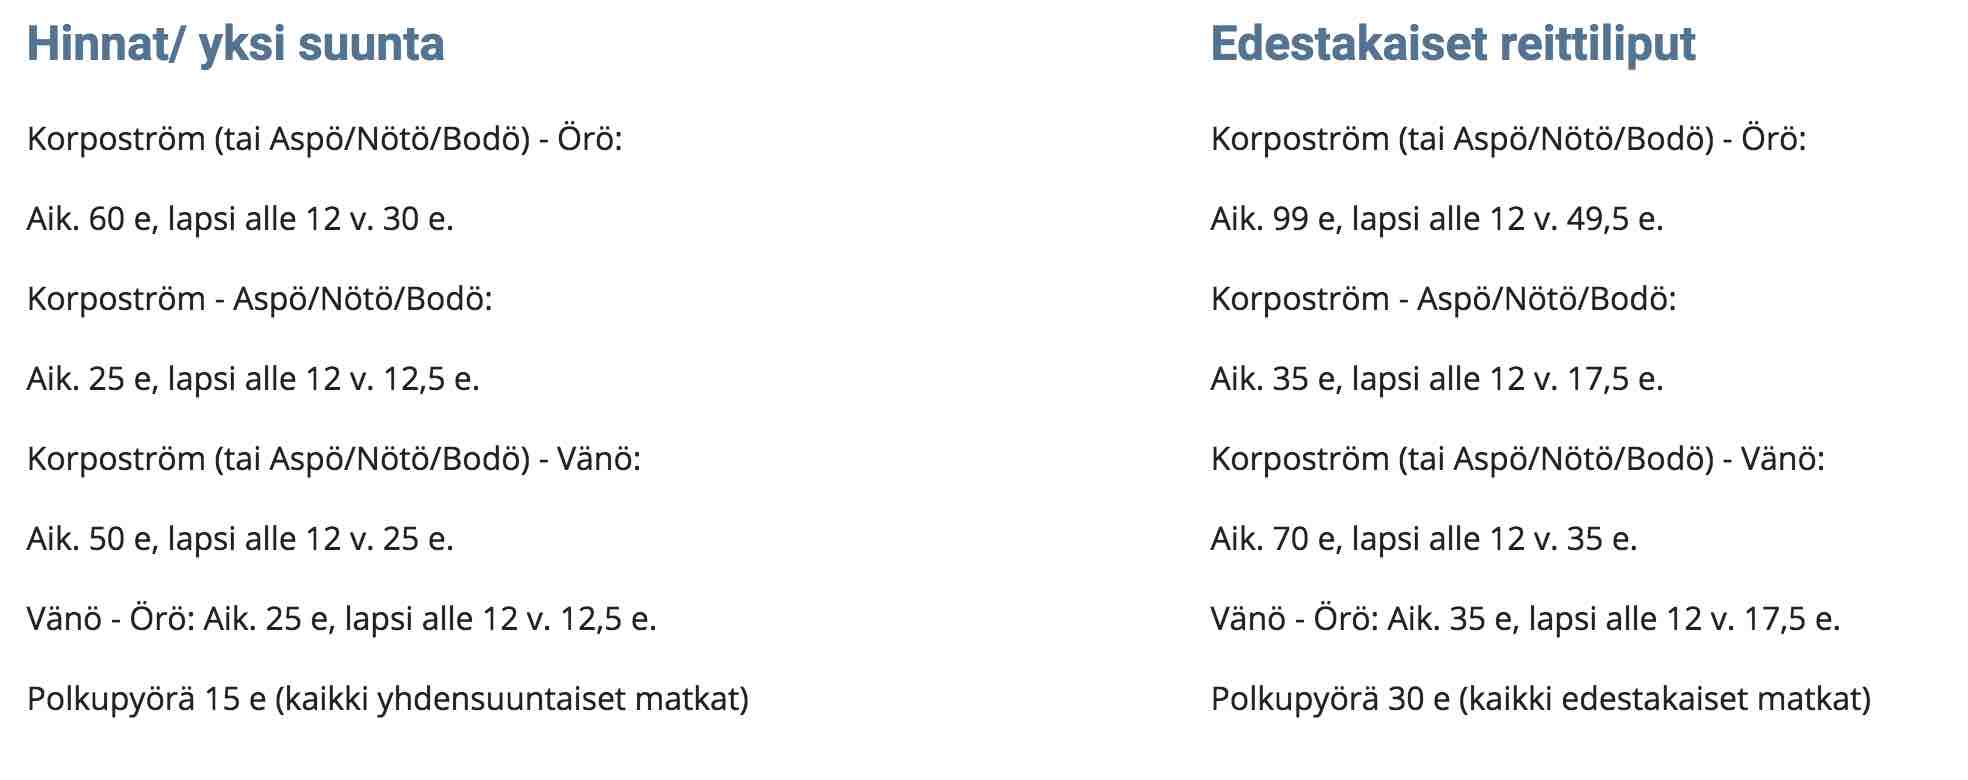 Hinnat/ yksi suunta
Korpoström (tai Aspö/Nötö/Bodö) - Örö:
Aik. 60 e, lapsi alle 12 v. 30 e.
Korpoström - Aspö/Nötö/Bodö:
Aik. 25 e, lapsi alle 12 v. 12,5 e.
Korpoström (tai Aspö/Nötö/Bodö) - Vänö:
Aik. 50 e, lapsi alle 12 v. 25 e.
Vänö - Örö: Aik. 25 e, lapsi alle 12 v. 12,5 e.
Polkupyörä 15 e (kaikki yhdensuuntaiset matkat)
Edestakaiset reittiliput
Korpoström (tai Aspö/Nötö/Bodö) - Örö:
Aik. 99 e, lapsi alle 12 v. 49,5 e.
Korpoström - Aspö/Nötö/Bodö:
Aik. 35 e, lapsi alle 12 v. 17,5 e.
Korpoström (tai Aspö/Nötö/Bodö) - Vänö:
Aik. 70 e, lapsi alle 12 v. 35 e.
Vänö - Örö: Aik. 35 e, lapsi alle 12 v. 17,5 e.
Polkupyörä 30 e (kaikki edestakaiset matkat)